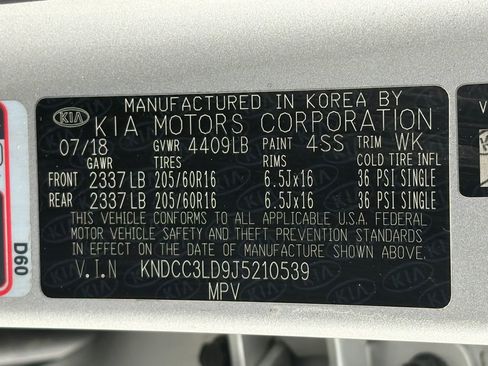 MANUFACTURED IN KOREA BY
KIA KIA MOTORS CORPORATION
07/18 GVWR 4409LB PAINT 4SS TRIM WK
GAWR TIRES RIMS COLD TIRE INFL
FRONT 2337LB 205/60R16 6.5Jx16 36 PSI SINGLE
REAR 2337LB 205/60R16 6.5Jx16 36 PSI SINGLE
THIS VEHICLE CONFORMS TO ALL APPLICABLE U.S.A. FEDERAL
MOTOR VEHICLE SAFETY AND THEFT PREVENTION STANDARDS
IN EFFECT ON THE DATE OF MANUFACTURE SHOWN ABOVE.
V.I.N KNDCC3LD9J5210539
MPV
D60